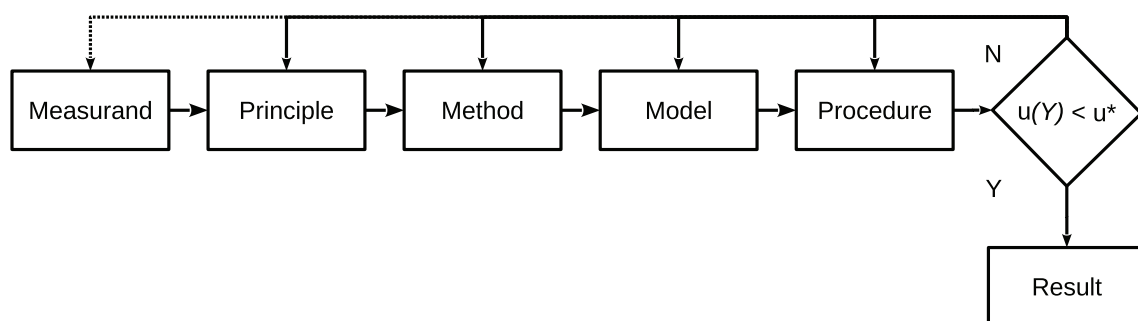 N
Measurand
Principle
Method
Model
Procedure
u(Y) < u*
Y
Result